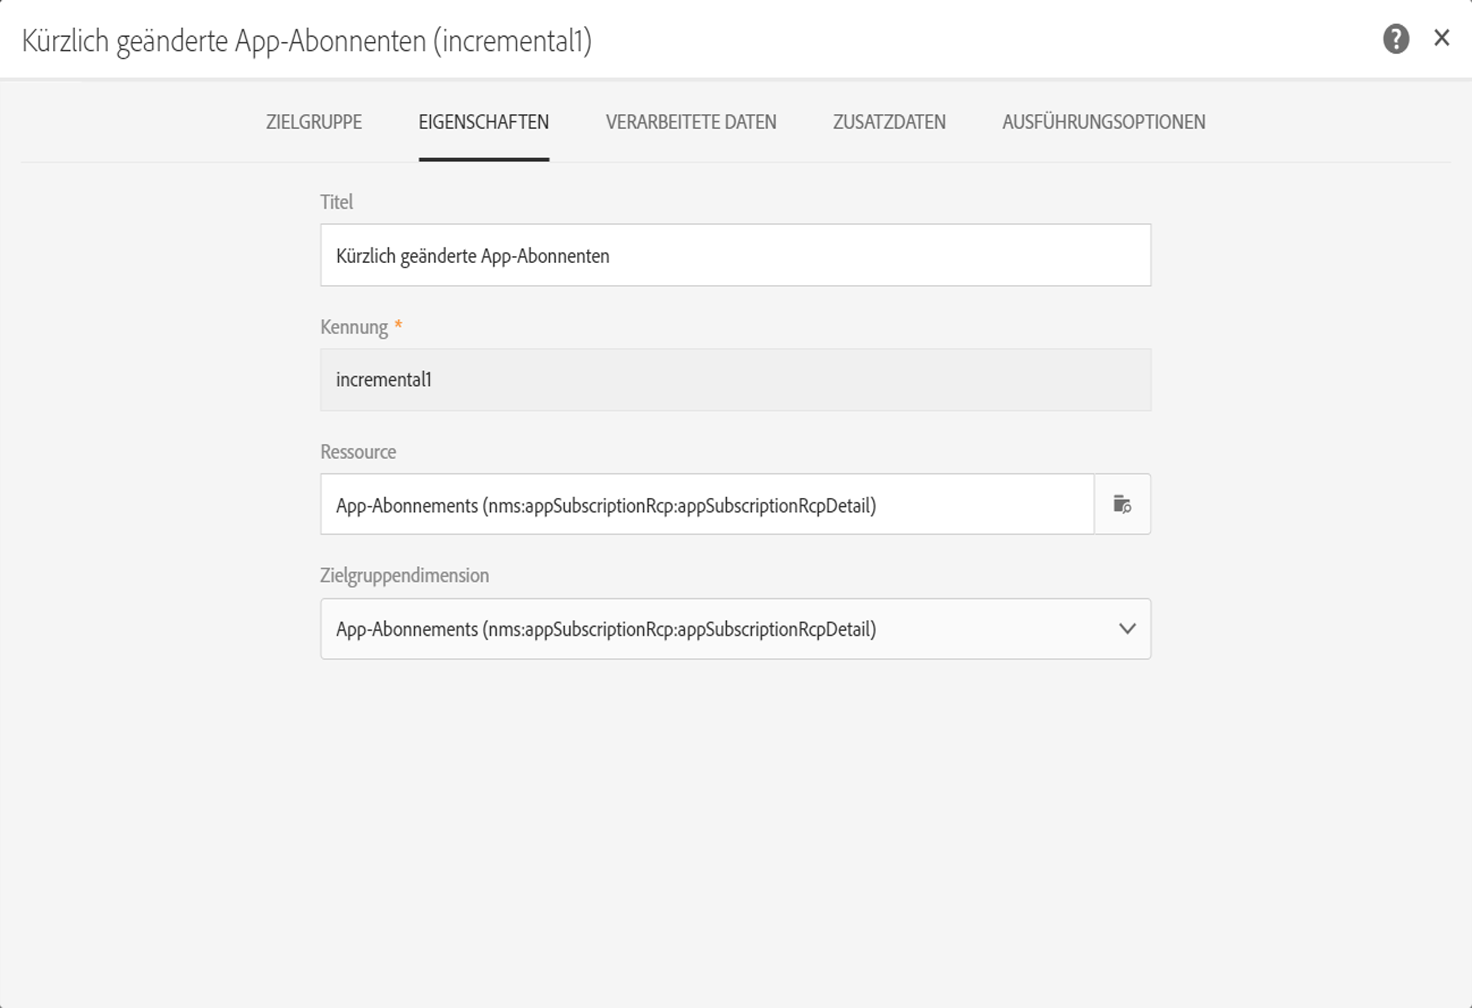 Kürzlich geänderte App-Abonnenten (incremental1)
ZIELGRUPPE EIGENSCHAFTEN VERARBEITETE DATEN ZUSATZDATEN AUSFÜHRUNGSOPTIONEN
Titel
Kürzlich geänderte App-Abonnenten
Kennung *
incremental1
Ressource
App-Abonnements (nms:appSubscriptionRcp:appSubscriptionRcpDetail)
Zielgruppendimension
App-Abonnements (nms:appSubscriptionRcp:appSubscriptionRcpDetail)